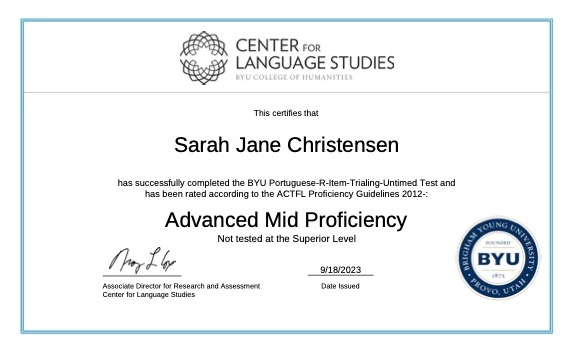 CENTER FOR
LANGUAGE STUDIES
BYU COLLEGE OF HUMANITIES
This certifies that
Sarah Jane Christensen
has successfully completed the BYU Portuguese-R-Item-Trialing-Untimed Test and
has been rated according to the ACTFL Proficiency Guidelines 2012-:
Advanced Mid Proficiency
Not tested at the Superior Level
9/18/2023
Associate Director for Research and Assessment
Center for Language Studies
Date Issued
BRIGHAM YOUNG UNIVERSITY
FOUNDED
BYU
1875
PROVO, UTAH